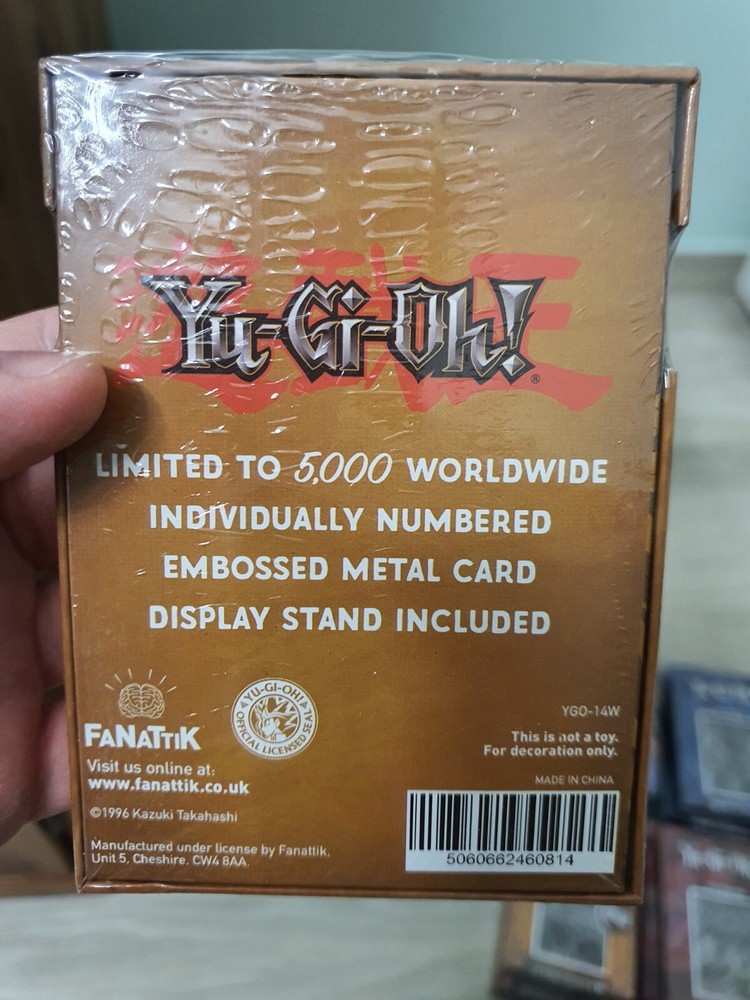 Yu-Gi-Oh!
®
LIMITED TO 5,000 WORLDWIDE
INDIVIDUALLY NUMBERED
EMBOSSED METAL CARD
DISPLAY STAND INCLUDED
FANATTIK
YU-GI-OH!
OFFICIAL LICENSED SEAL
YGO-14W
This is not a toy.
For decoration only.
Visit us online at:
www.fanattik.co.uk
MADE IN CHINA
©1996 Kazuki Takahashi
Manufactured under license by Fanattik,
Unit 5, Cheshire, CW4 8AA.
5060662460814